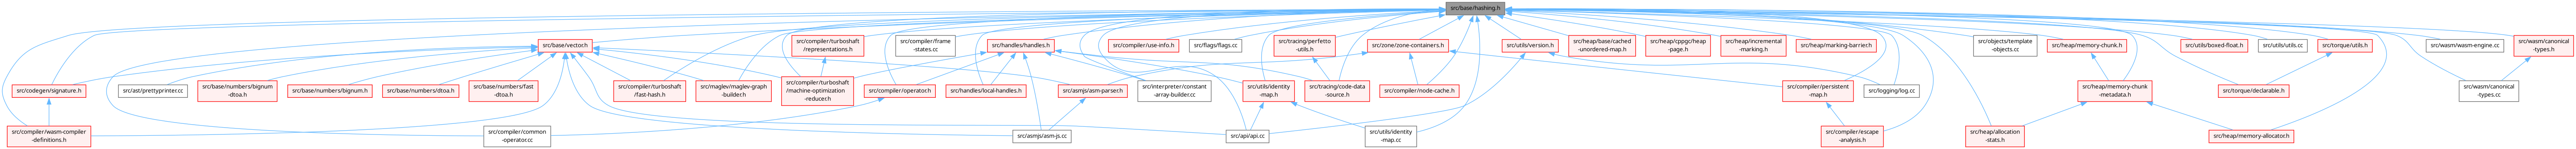 src/base/hashing.h
src/base/vector.h
src/compiler/turboshaft
/representations.h
src/compiler/frame
-states.cc
src/handles/handles.h
src/compiler/use-info.h
src/flags/flags.cc
src/tracing/perfetto
-utils.h
src/zone/zone-containers.h
src/utils/version.h
src/heap/base/cached
-unordered-map.h
src/heap/cppgc/heap
-page.h
src/heap/incremental
-marking.h
src/heap/marking-barrier.h
src/objects/template
-objects.cc
src/heap/memory-chunk.h
src/utils/boxed-float.h
src/utils/utils.cc
src/torque/utils.h
src/wasm/wasm-engine.cc
src/wasm/canonical
-types.h
src/codegen/signature.h
src/ast/prettyprinter.cc
src/base/numbers/bignum
-dtoa.h
src/base/numbers/bignum.h
src/base/numbers/dtoa.h
src/base/numbers/fast
-dtoa.h
src/compiler/turboshaft
/fast-hash.h
src/maglev/maglev-graph
-builder.h
src/compiler/turboshaft
/machine-optimization
-reducer.h
src/asmjs/asm-parser.h
src/compiler/operator.h
src/handles/local-handles.h
src/interpreter/constant
-array-builder.cc
src/utils/identity
-map.h
src/tracing/code-data
-source.h
src/compiler/node-cache.h
src/compiler/persistent
-map.h
src/logging/log.cc
src/heap/memory-chunk
-metadata.h
src/torque/declarable.h
src/wasm/canonical
-types.cc
src/compiler/wasm-compiler
-definitions.h
src/compiler/common
-operator.cc
src/asmjs/asm-js.cc
src/api/api.cc
src/utils/identity
-map.cc
src/compiler/escape
-analysis.h
src/heap/allocation
-stats.h
src/heap/memory-allocator.h